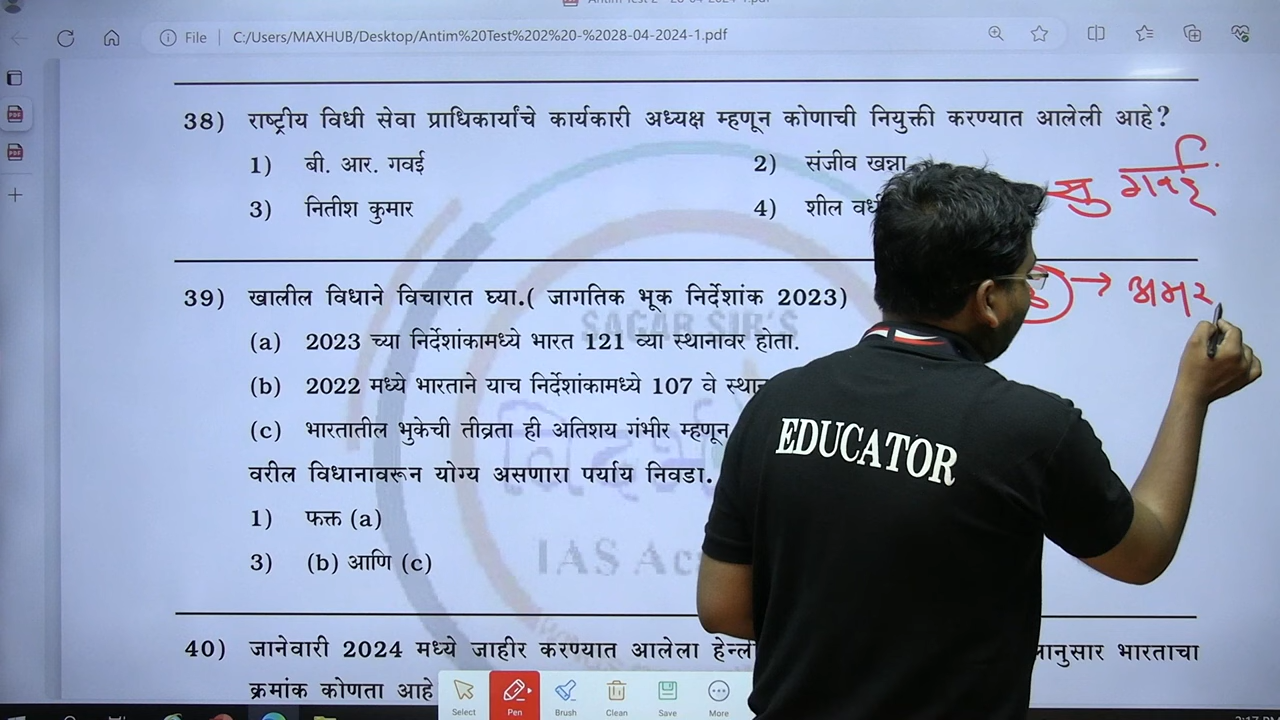 File C:/Users/MAXHUB/Desktop/Antim%20Test%202%20-%2028-04-2024-1.pdf
38) राष्ट्रीय विधी सेवा प्राधिकार्यांचे कार्यकारी अध्यक्ष म्हणून कोणाची नियुक्ती करण्यात आलेली आहे?
1) बी. आर. गवई 2) संजीव खन्ना
3) नितीश कुमार 4) शील
सु गवई
39) खालील विधाने विचारात घ्या.( जागतिक भूक निर्देशांक 2023)
→ अमर
SAGAR SIR'S
(a) 2023 च्या निर्देशांकामध्ये भारत 121 व्या स्थानावर होता.
(b) 2022 मध्ये भारताने याच निर्देशांकामध्ये 107 वे
(c) भारतातील भुकेची तीव्रता ही अतिशय गंभीर म्हणून
EDUCATOR
वरील विधानावरून योग्य असणारा पर्याय निवडा.
1) फक्त (a)
3) (b) आणि (c)
IAS
40) जानेवारी 2024 मध्ये जाहीर करण्यात आलेला भारताचा
क्रमांक कोणता आहे
Select Pen Brush Clean Save More